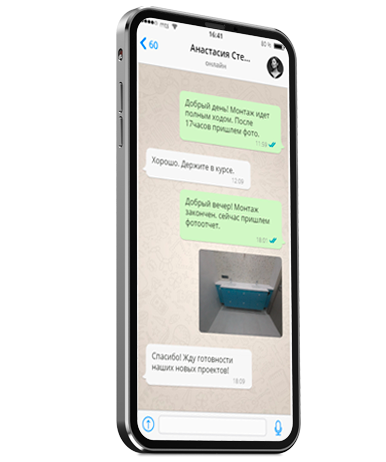 16:41
80 %
60
Анастасия Сте...
онлайн
Добрый день! Монтаж идет
полным ходом. После
17часов пришлем фото.
11:59
Хорошо. Держите в курсе.
12:09
Добрый вечер! Монтаж
закончен, сейчас пришлем
фотоотчет.
18:01
Спасибо! Жду готовности
наших новых проектов!
18:09